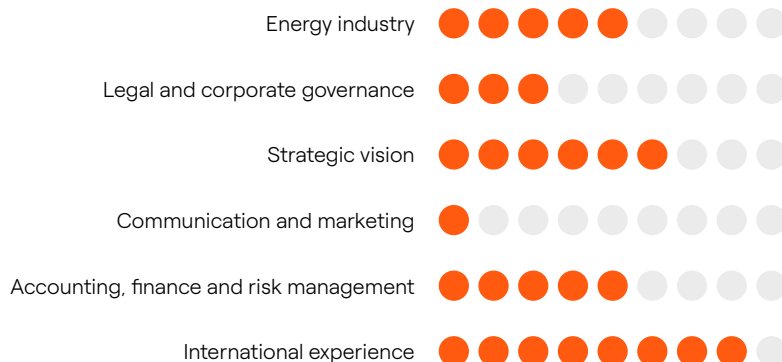 Energy industry
Legal and corporate governance
Strategic vision
Communication and marketing
Accounting, finance and risk management
International experience